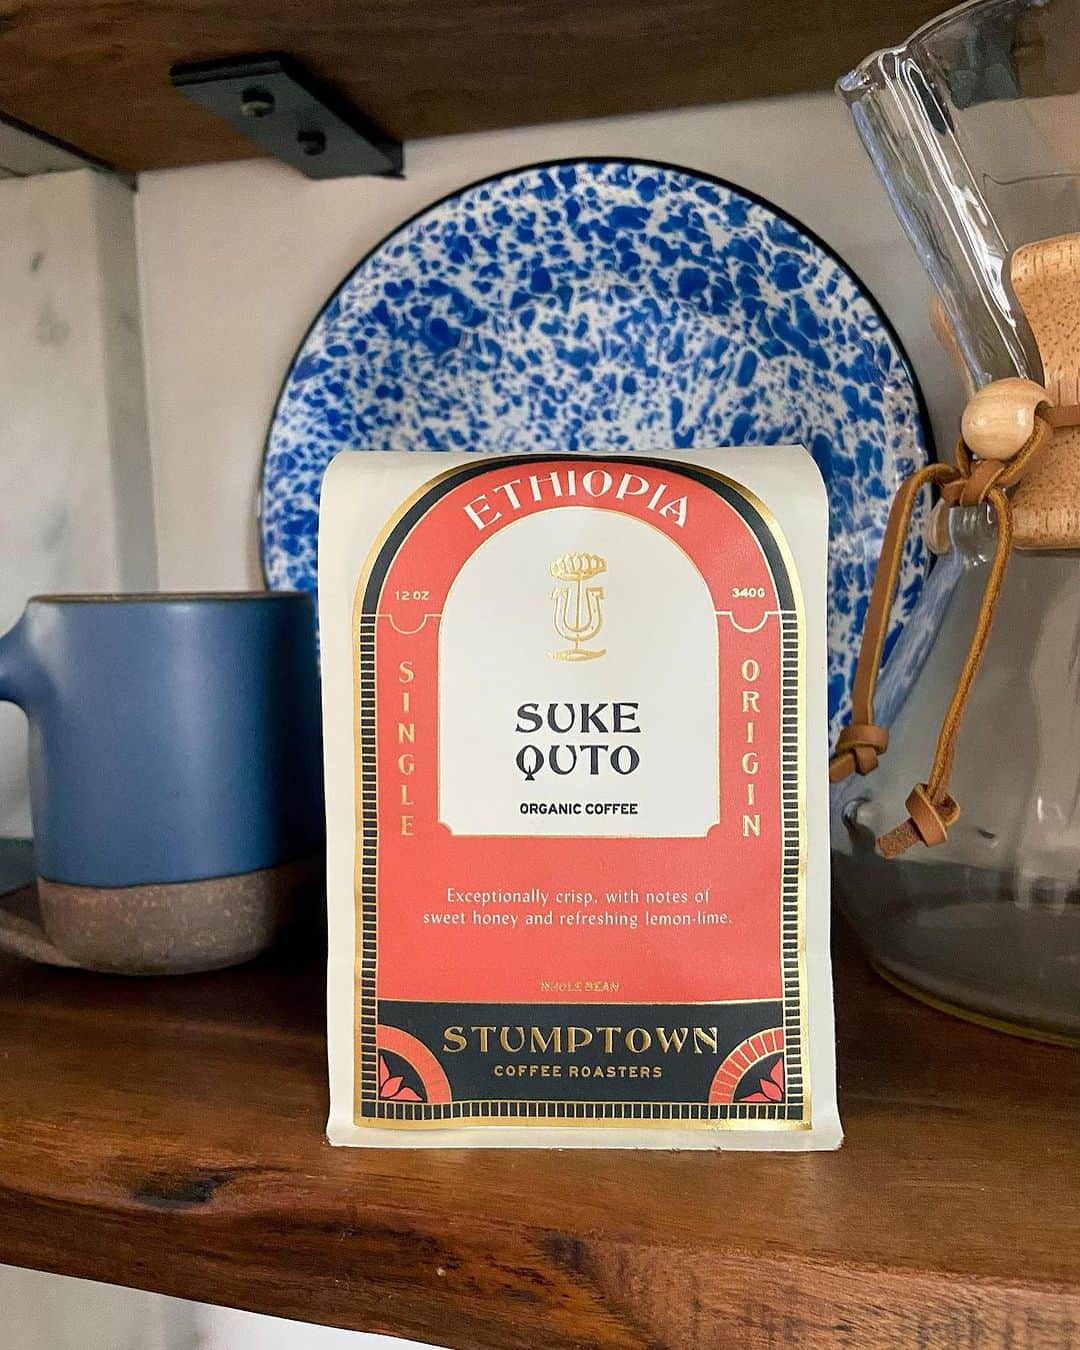 ETHIOPIA
12 OZ
340G
SINGLE
ORIGIN
SUKE
QUTO
ORGANIC COFFEE
Exceptionally crisp, with notes of
sweet honey and refreshing lemon-lime.
WHOLE BEAN
STUMPTOWN
COFFEE ROASTERS